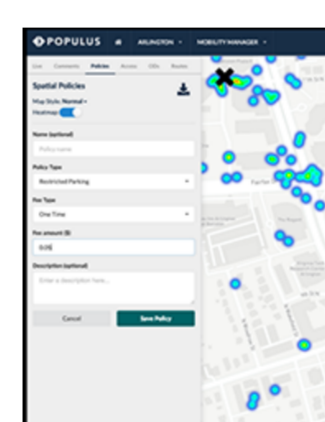 POPULUS ARLINGTON MOBILITY MANAGER
Live Comments Policies Access ODs Routes
Spatial Policies
Map Style: Normal
Heatmap
Name (optional)
Policy name
Policy Type
Restricted Parking
Fee Type
One Time
Fee amount ($)
0.05
Description (optional)
Enter a description here...
Cancel Save Policy